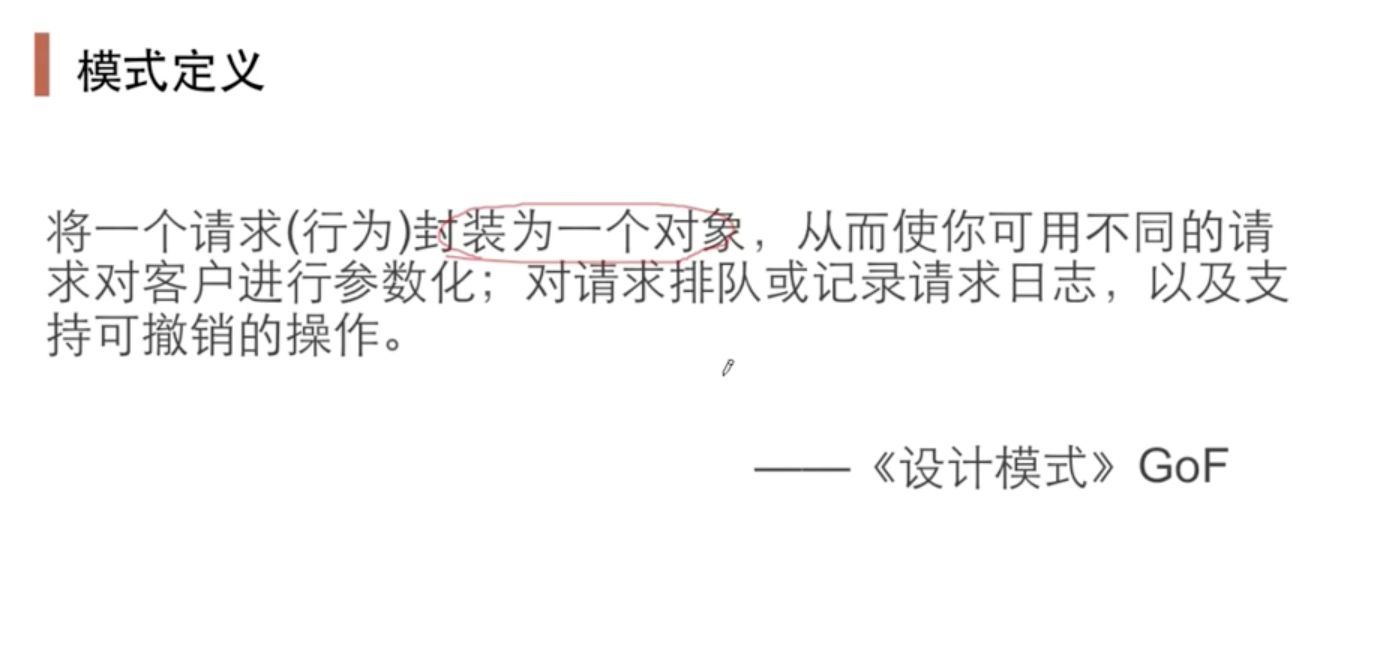 模式定义
将一个请求(行为)封装为一个对象，从而使你可用不同的请
求对客户进行参数化；对请求排队或记录请求日志，以及支
持可撤销的操作。
——《设计模式》GoF